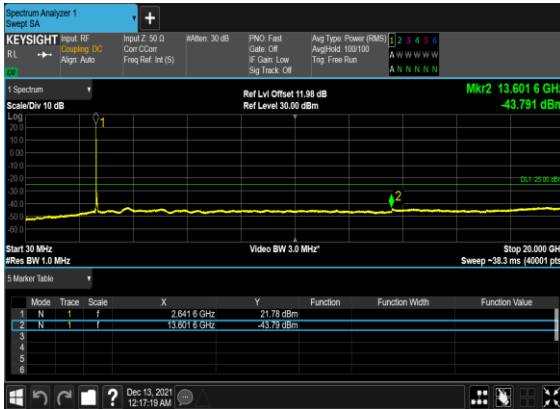 Spectrum Analyzer 1
Swept SA
+
KEYSIGHT Input: RF Input Z: 50 Ω #Atten: 30 dB PNO: Fast Avg Type: Power (RMS) 1 2 3 4 5 6
RL Coupling: DC Corr CCorr Gate: Off Avg|Hold: 100/100 A W W W W W
Align: Auto Freq Ref: Int (S) IF Gain: Low Trig: Free Run
Sig Track: Off A N N N N N
1 Spectrum
Ref Lvl Offset 11.98 dB Mkr2 13.601 6 GHz
Scale/Div 10 dB Ref Level 30.00 dBm -43.791 dBm
Log
1
20.0
10.0
0.00
-10.0
-20.0
DL1 -25.00 dBm
-30.0
-40.0
2
-50.0
-60.0
Start 30 MHz Video BW 3.0 MHz* Stop 20.000 GHz
#Res BW 1.0 MHz Sweep ~38.3 ms (40001 pts)
5 Marker Table
Mode Trace Scale X Y Function Function Width Function Value
1 N 1 f 2.641 6 GHz 21.78 dBm
2 N 1 f 13.601 6 GHz -43.79 dBm
3
4
5
6
?
Dec 13, 2021
12:17:19 AM